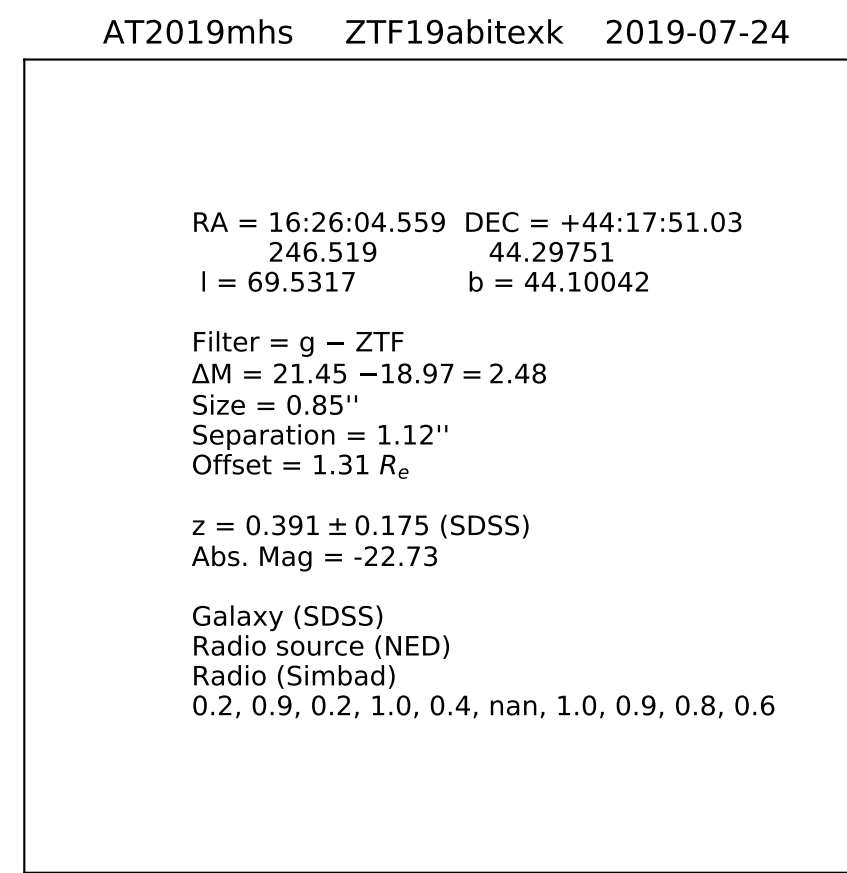 AT2019mhs ZTF19abitexk 2019-07-24
RA = 16:26:04.559 DEC = +44:17:51.03
246.519 44.29751
l = 69.5317 b = 44.10042
Filter = g − ZTF
ΔM = 21.45 −18.97 = 2.48
Size = 0.85''
Separation = 1.12''
Offset = 1.31 Rₑ
z = 0.391 ± 0.175 (SDSS)
Abs. Mag = -22.73
Galaxy (SDSS)
Radio source (NED)
Radio (Simbad)
0.2, 0.9, 0.2, 1.0, 0.4, nan, 1.0, 0.9, 0.8, 0.6